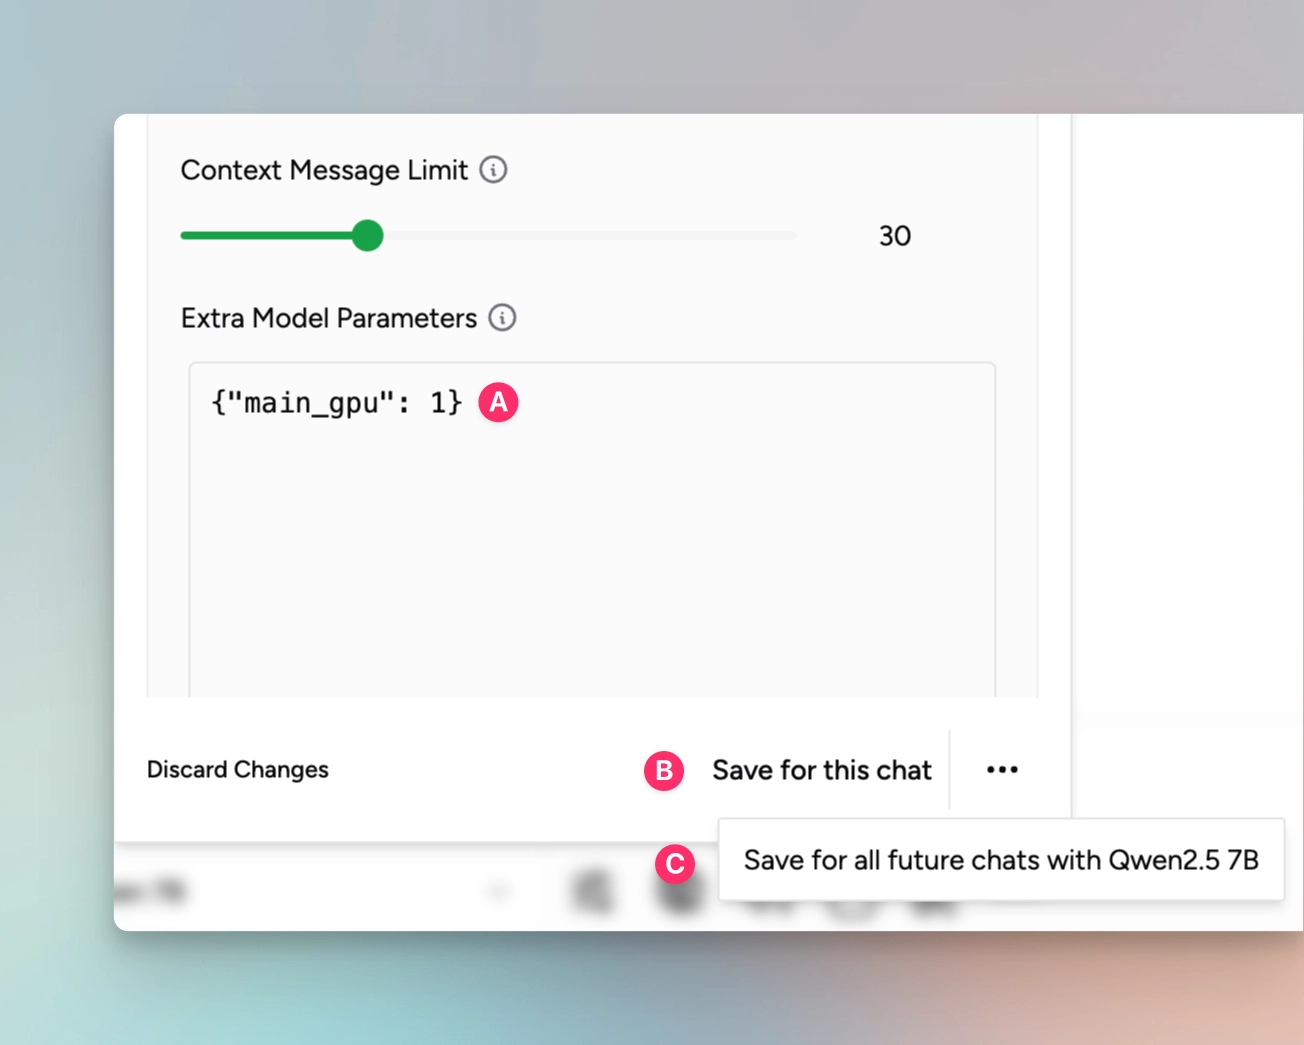 Context Message Limit
30
Extra Model Parameters
{"main_gpu": 1} A
Discard Changes
B Save for this chat
C Save for all future chats with Qwen2.5 7B